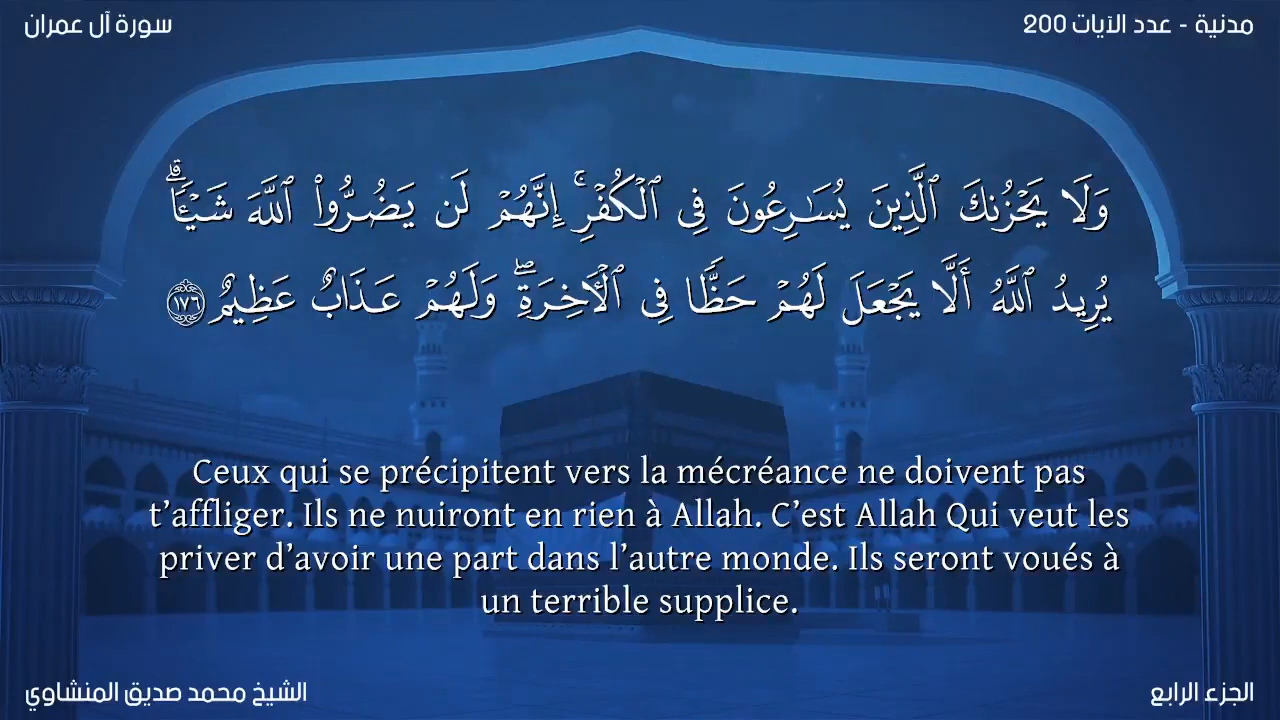 سورة آل عمران
مدنية - عدد الآيات 200
وَلَا يَحْزُنكَ ٱلَّذِينَ يُسَـٰرِعُونَ فِى ٱلْكُفْرِ ۚ إِنَّهُمْ لَن يَضُرُّوا۟ ٱللَّهَ شَيْـًٔا ۗ
يُرِيدُ ٱللَّهُ أَلَّا يَجْعَلَ لَهُمْ حَظًّا فِى ٱلْـَٔاخِرَةِ ۖ وَلَهُمْ عَذَابٌ عَظِيمٌ ١٧٦
Ceux qui se précipitent vers la mécréance ne doivent pas
t’affliger. Ils ne nuiront en rien à Allah. C’est Allah Qui veut les
priver d’avoir une part dans l’autre monde. Ils seront voués à
un terrible supplice.
الشيخ محمد صديق المنشاوي
الجزء الرابع